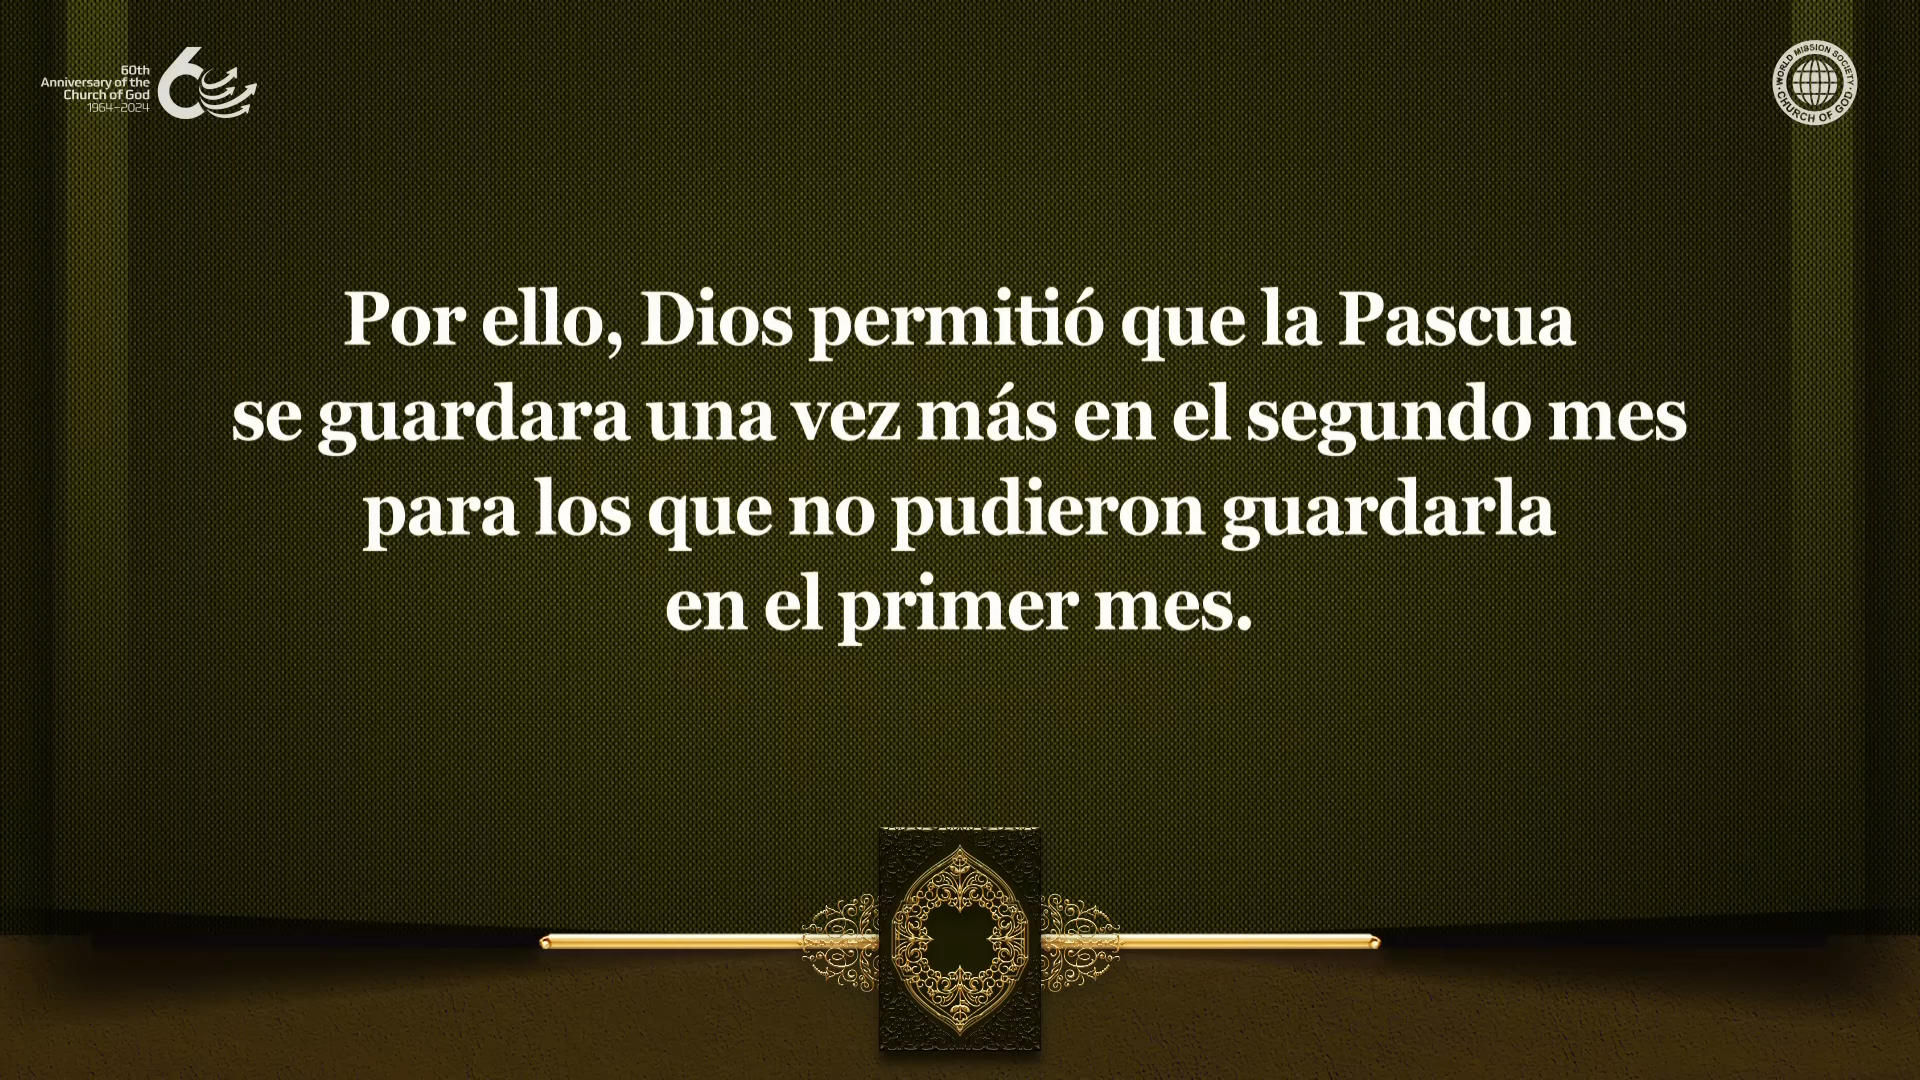 60th
Anniversary of the
Church of God
1964–2024
60
WORLD MISSION SOCIETY
CHURCH OF GOD
Por ello, Dios permitió que la Pascua
se guardara una vez más en el segundo mes
para los que no pudieron guardarla
en el primer mes.